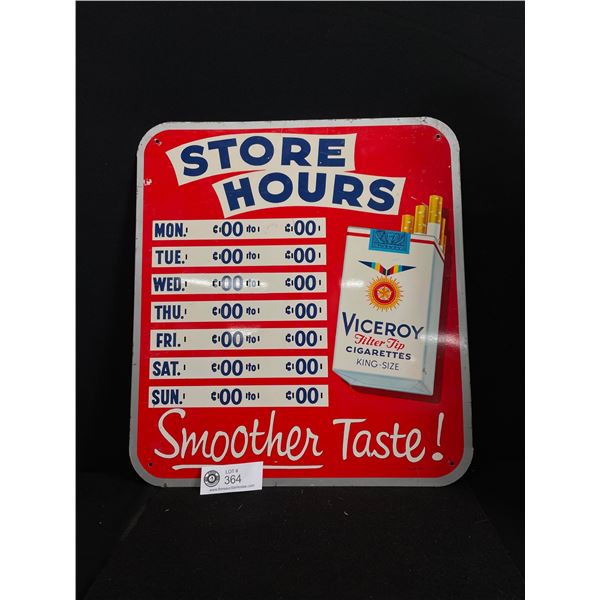 STORE
HOURS
MON. :00 to :00
TUE. :00 to :00
WED. :00 to :00
THU. :00 to :00
FRI. :00 to :00
SAT. :00 to :00
SUN. :00 to :00
VICEROY
Filter Tip
CIGARETTES
KING-SIZE
Smoother Taste!
LOT #
364